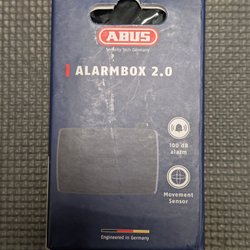 ABUS
Security Tech Germany
ALARMBOX 2.0
100 dB
alarm
Movement
Sensor
Engineered in Germany